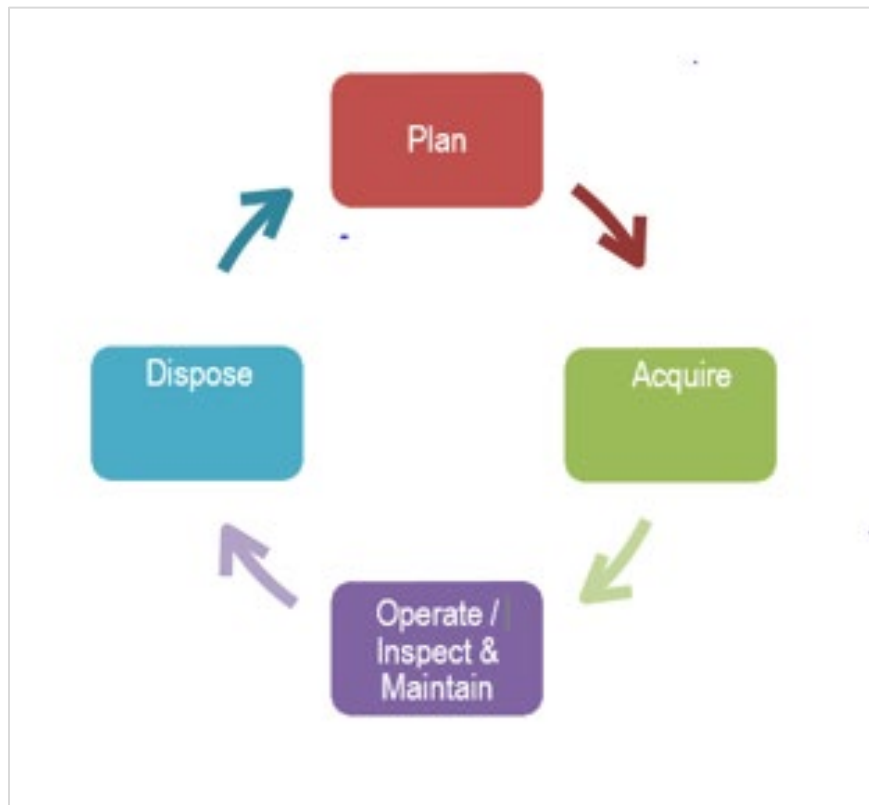 Plan
Acquire
Operate /
Inspect &
Maintain
Dispose